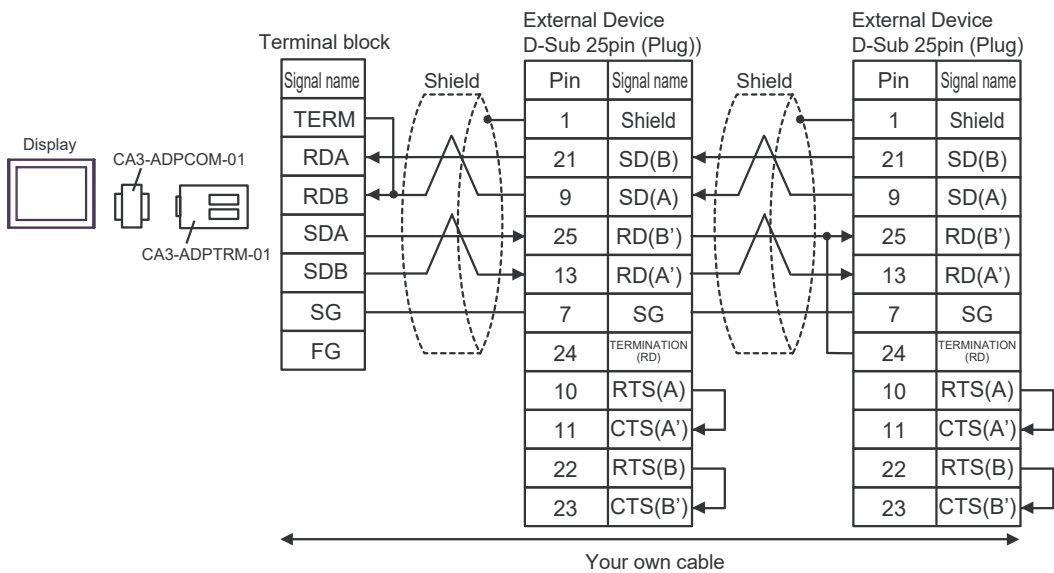 Display
CA3-ADPCOM-01
CA3-ADPTRM-01
Terminal block
Signal name
TERM
RDA
RDB
SDA
SDB
SG
FG
Shield
External Device
D-Sub 25pin (Plug))
Pin Signal name
1 Shield
21 SD(B)
9 SD(A)
25 RD(B’)
13 RD(A’)
7 SG
24 TERMINATION
(RD)
10 RTS(A)
11 CTS(A’)
22 RTS(B)
23 CTS(B’)
Shield
External Device
D-Sub 25pin (Plug)
Pin Signal name
1 Shield
21 SD(B)
9 SD(A)
25 RD(B’)
13 RD(A’)
7 SG
24 TERMINATION
(RD)
10 RTS(A)
11 CTS(A’)
22 RTS(B)
23 CTS(B’)
Your own cable